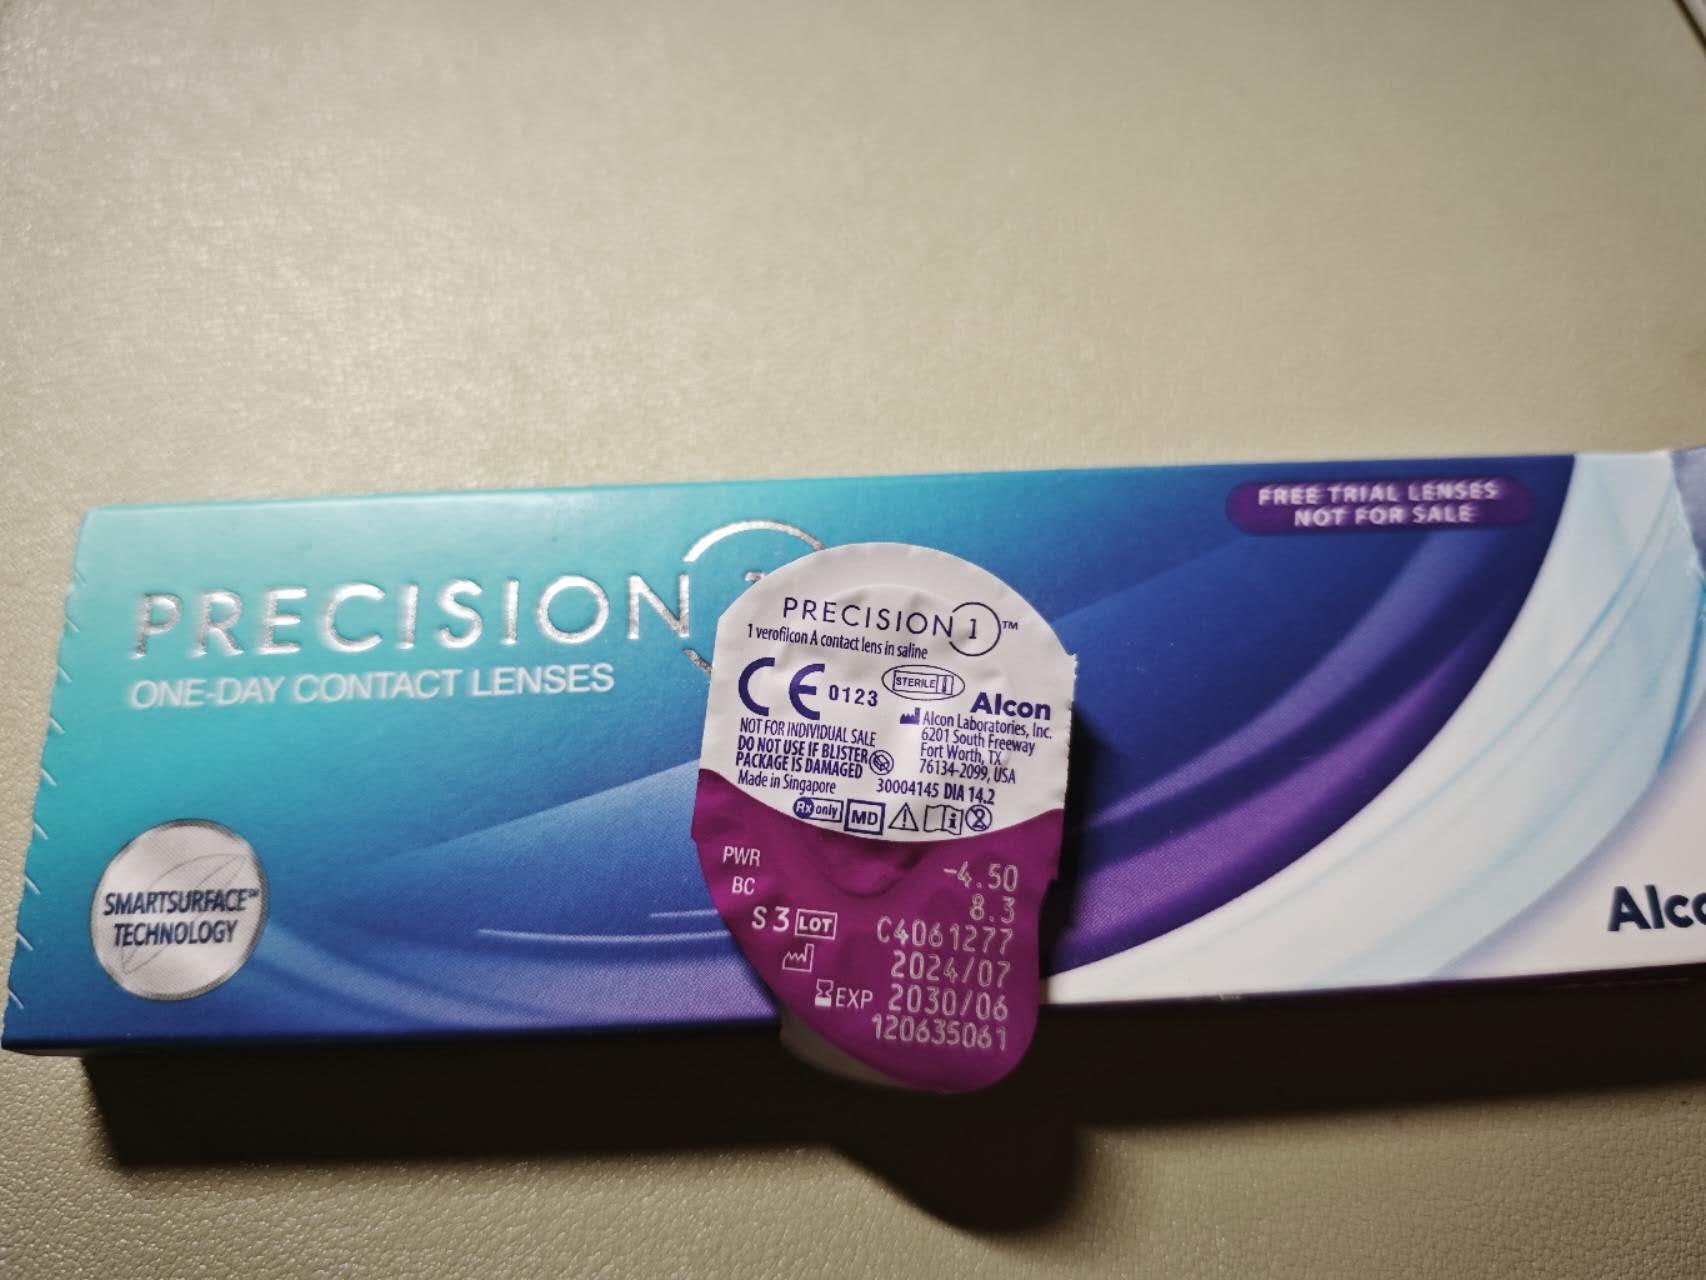 FREE TRIAL LENSES
NOT FOR SALE
PRECISION
ONE-DAY CONTACT LENSES
SMARTSURFACE™
TECHNOLOGY
PRECISION 1™
1 verofilcon A contact lens in saline
CE 0123
STERILE
Alcon
NOT FOR INDIVIDUAL SALE
DO NOT USE IF BLISTER
PACKAGE IS DAMAGED
Made in Singapore
Alcon Laboratories, Inc.
6201 South Freeway
Fort Worth, TX
76134-2099, USA
30004145 DIA 14.2
Rx only MD
PWR -4.50
BC 8.3
S 3 LOT C4061277
2024/07
EXP 2030/06
120635061